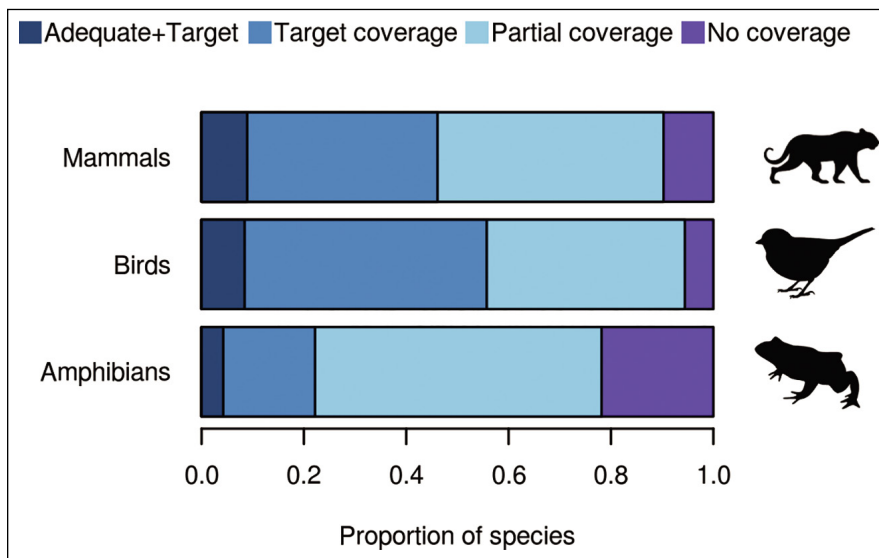 Adequate+Target Target coverage Partial coverage No coverage
Mammals
Birds
Amphibians
0.0 0.2 0.4 0.6 0.8 1.0
Proportion of species